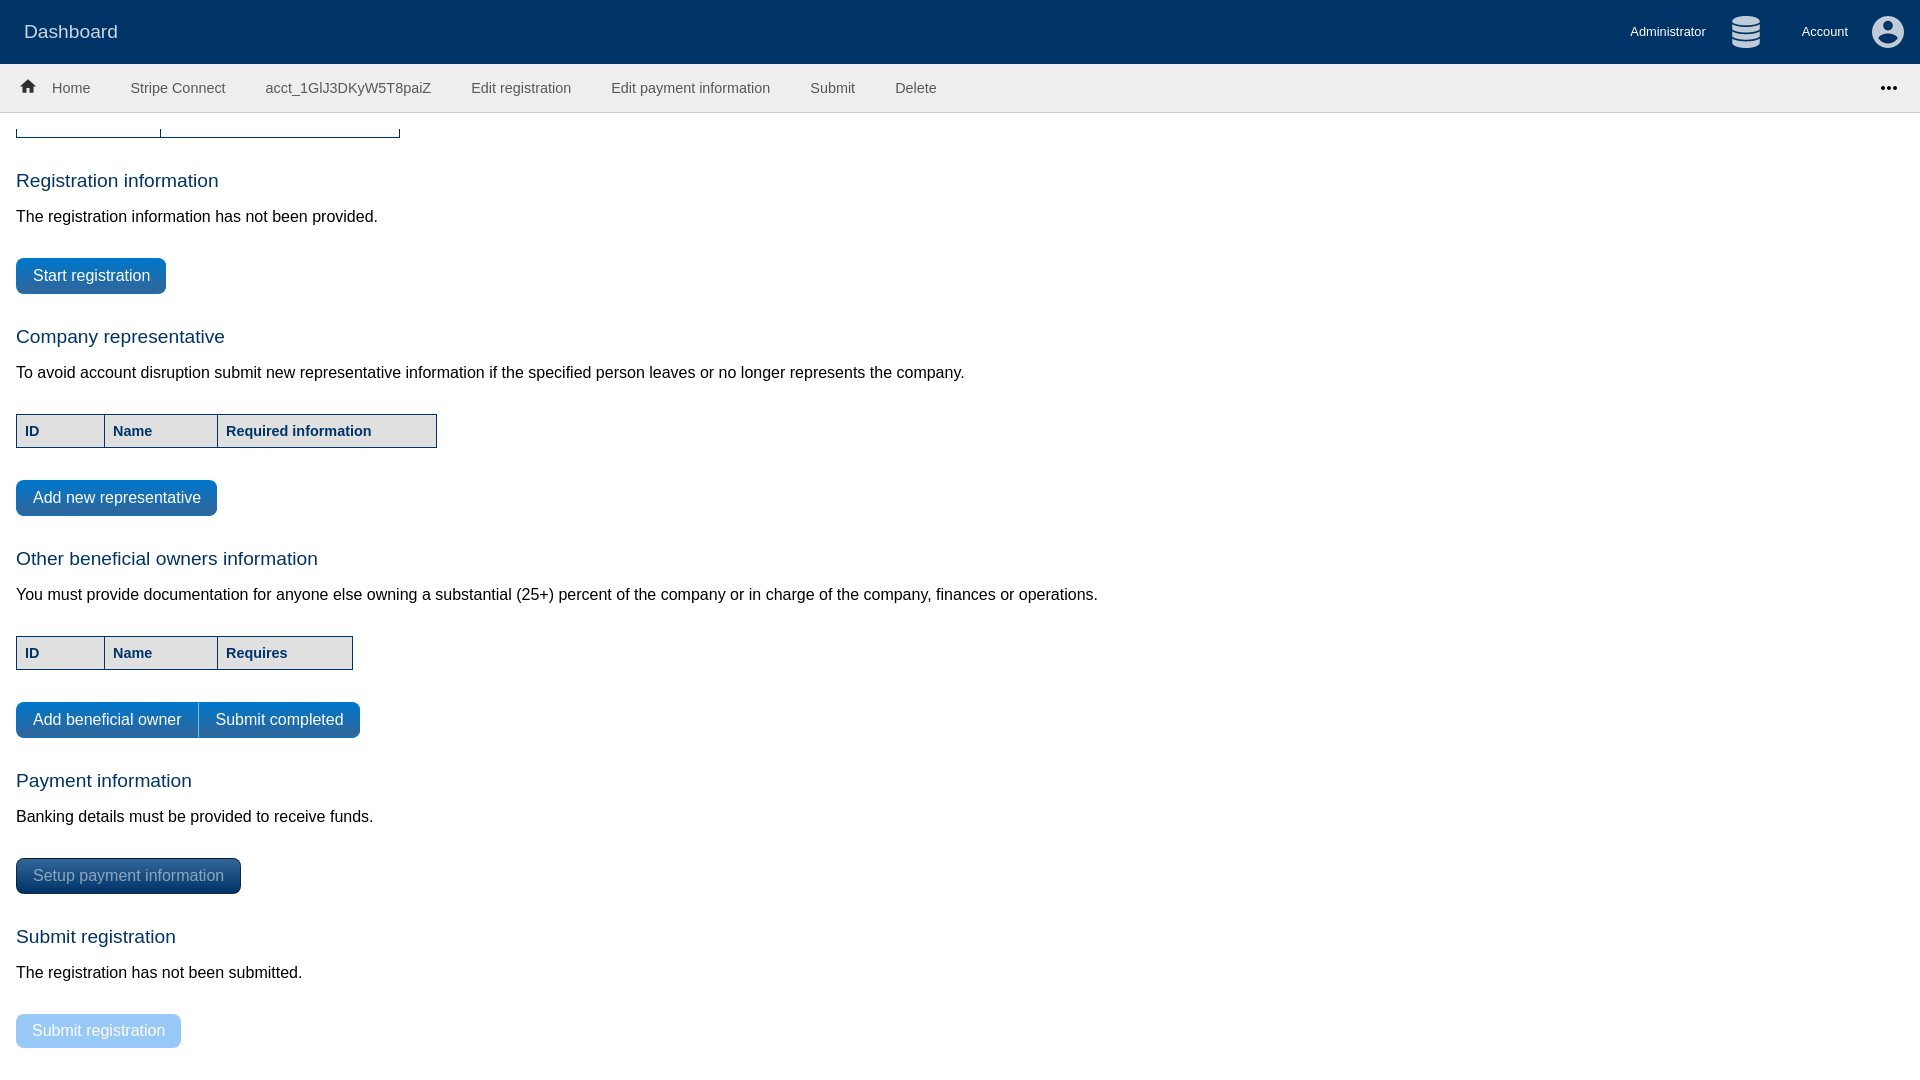 Dashboard
Administrator
Account
Home
Stripe Connect
acct_1GlJ3DKyW5T8paiZ
Edit registration
Edit payment information
Submit
Delete
Registration information
The registration information has not been provided.
Start registration
Company representative
To avoid account disruption submit new representative information if the specified person leaves or no longer represents the company.
ID Name Required information
Add new representative
Other beneficial owners information
You must provide documentation for anyone else owning a substantial (25+) percent of the company or in charge of the company, finances or operations.
ID Name Requires
Add beneficial owner Submit completed
Payment information
Banking details must be provided to receive funds.
Setup payment information
Submit registration
The registration has not been submitted.
Submit registration